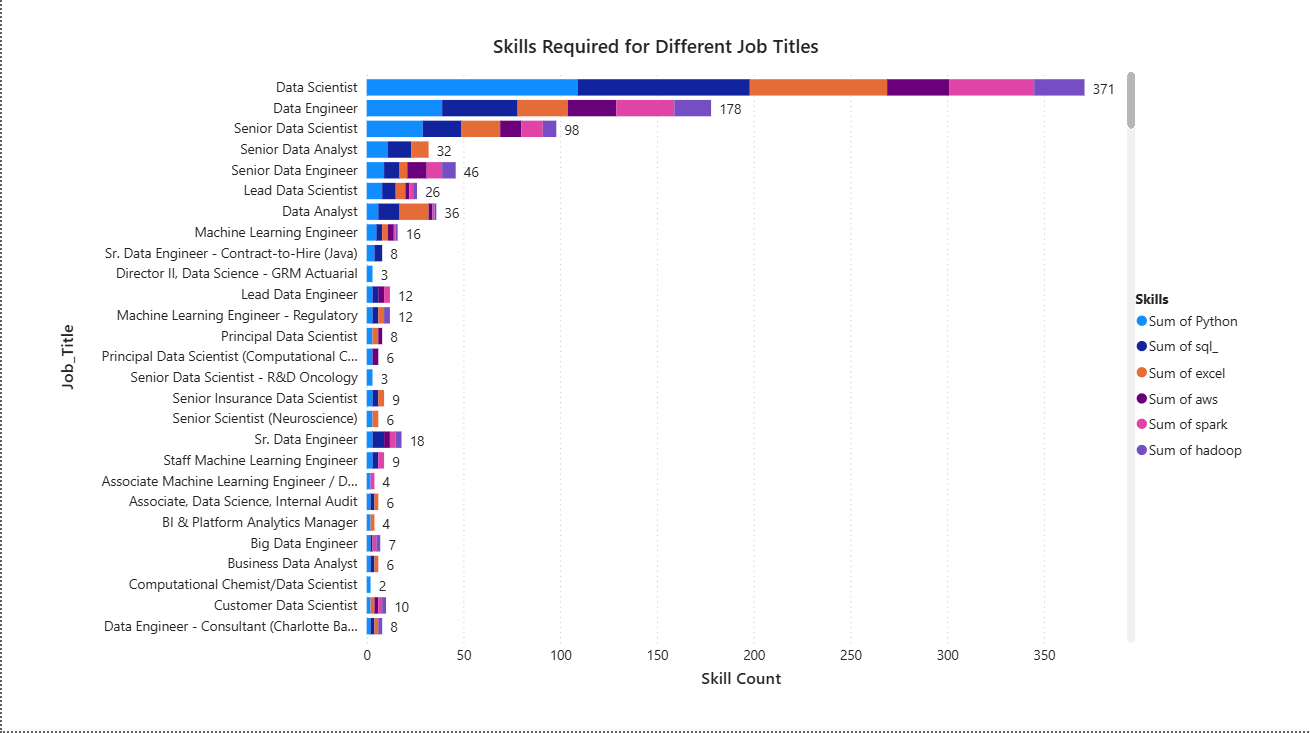 Skills Required for Different Job Titles
Data Scientist 371
Data Engineer 178
Senior Data Scientist 98
Senior Data Analyst 32
Senior Data Engineer 46
Lead Data Scientist 26
Data Analyst 36
Machine Learning Engineer 16
Sr. Data Engineer - Contract-to-Hire (Java) 8
Director II, Data Science - GRM Actuarial 3
Lead Data Engineer 12
Machine Learning Engineer - Regulatory 12
Principal Data Scientist 8
Principal Data Scientist (Computational C... 6
Senior Data Scientist - R&D Oncology 3
Senior Insurance Data Scientist 9
Senior Scientist (Neuroscience) 6
Sr. Data Engineer 18
Staff Machine Learning Engineer 9
Associate Machine Learning Engineer / D... 4
Associate, Data Science, Internal Audit 6
BI & Platform Analytics Manager 4
Big Data Engineer 7
Business Data Analyst 6
Computational Chemist/Data Scientist 2
Customer Data Scientist 10
Data Engineer - Consultant (Charlotte Ba... 8
0 50 100 150 200 250 300 350
Skill Count
Job_Title
Skills
Sum of Python
Sum of sql_
Sum of excel
Sum of aws
Sum of spark
Sum of hadoop